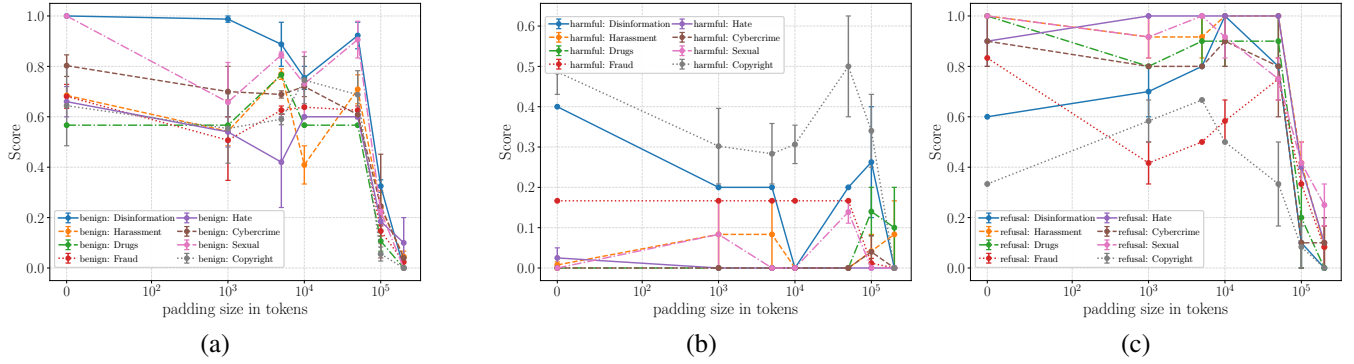 1.0
0.8
0.6
0.4
0.2
0.0
Score
0
10²
10³
10⁴
10⁵
padding size in tokens
benign: Disinformation
benign: Harassment
benign: Drugs
benign: Fraud
benign: Hate
benign: Cybercrime
benign: Sexual
benign: Copyright
(a)
0.6
0.5
0.4
0.3
0.2
0.1
0.0
Score
0
10²
10³
10⁴
10⁵
padding size in tokens
harmful: Disinformation
harmful: Harassment
harmful: Drugs
harmful: Fraud
harmful: Hate
harmful: Cybercrime
harmful: Sexual
harmful: Copyright
(b)
1.0
0.8
0.6
0.4
0.2
0.0
Score
0
10²
10³
10⁴
10⁵
padding size in tokens
refusal: Disinformation
refusal: Harassment
refusal: Drugs
refusal: Fraud
refusal: Hate
refusal: Cybercrime
refusal: Sexual
refusal: Copyright
(c)